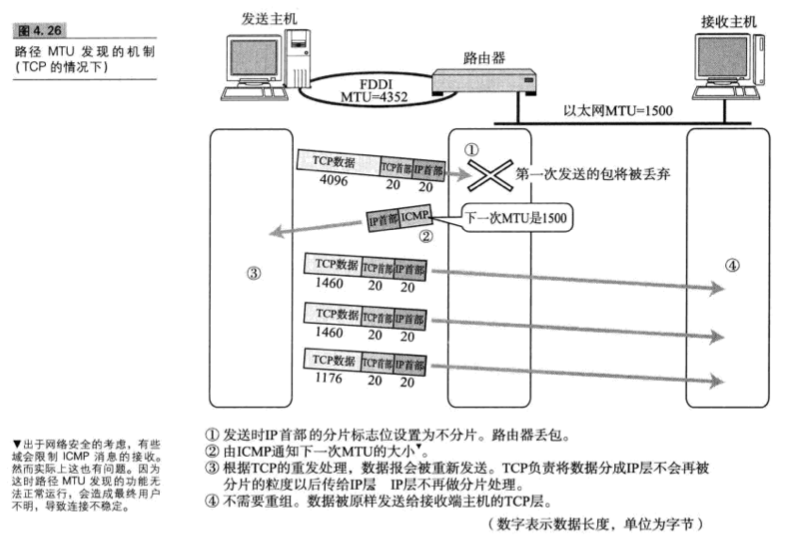 图 4.26
路径 MTU 发现的机制
(TCP 的情况下)
发送主机
接收主机
路由器
FDDI
MTU=4352
以太网MTU=1500
①
TCP数据 TCP首部 IP首部
4096 20 20
第一次发送的包将被丢弃
IP首部 ICMP
下一次MTU是1500
②
③
④
TCP数据 TCP首部 IP首部
1460 20 20
TCP数据 TCP首部 IP首部
1460 20 20
TCP数据 TCP首部 IP首部
1176 20 20
▼出于网络安全的考虑，有些
域会限制 ICMP 消息的接收。
然而实际上这也有问题。因为
这时路径 MTU 发现的功能无
法正常运行，会造成最终用户
不明，导致连接不稳定。
① 发送时IP首部的分片标志位设置为不分片。路由器丢包。
② 由ICMP通知下一次MTU的大小▼。
③ 根据TCP的重发处理，数据报会被重新发送。TCP负责将数据分成IP层不会再被
分片的粒度以后传给IP层 IP层不再做分片处理。
④ 不需要重组。数据被原样发送给接收端主机的TCP层。
（数字表示数据长度，单位为字节）